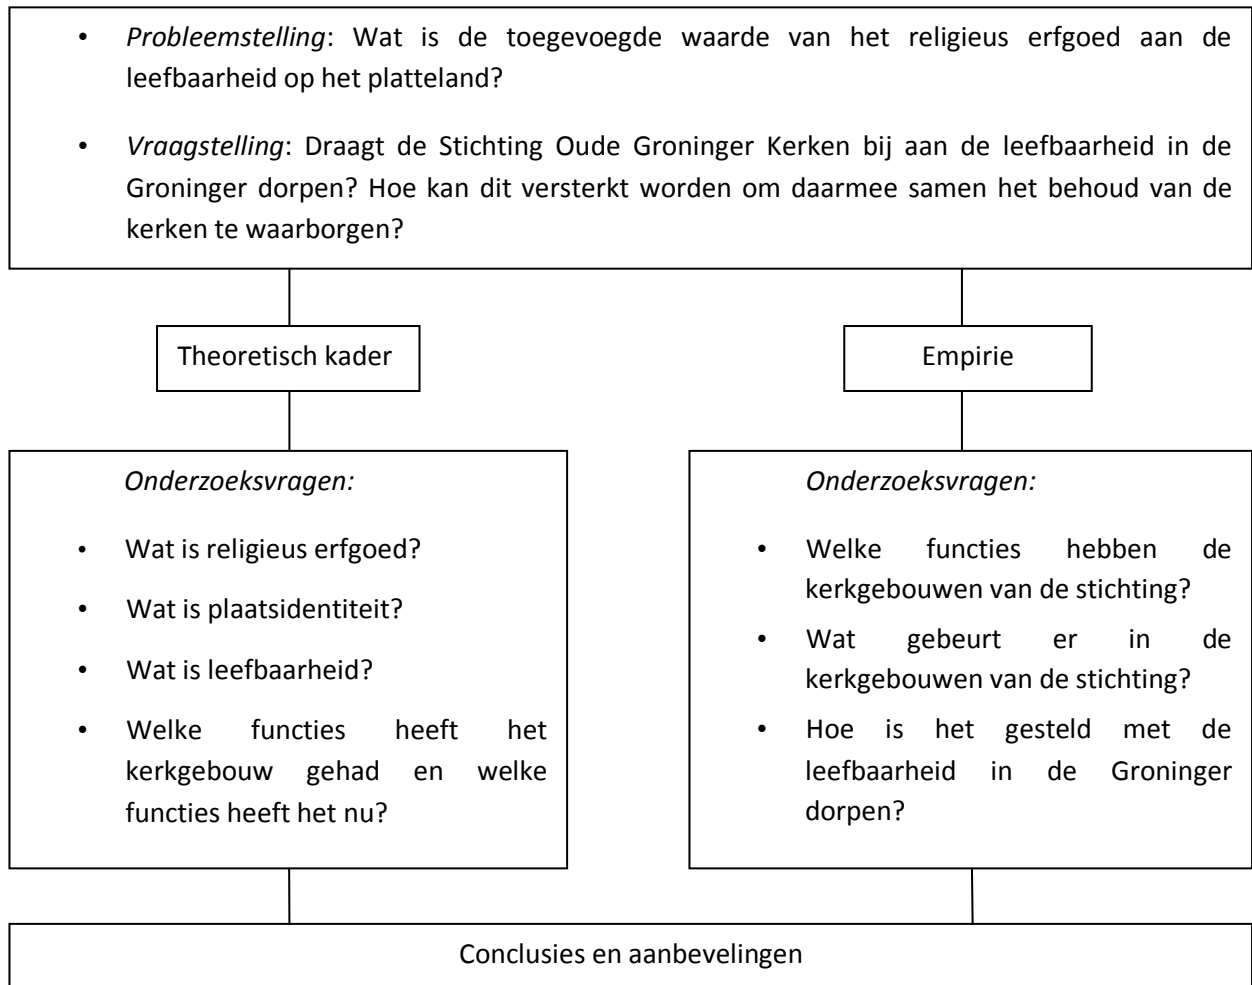 • Probleemstelling: Wat is de toegevoegde waarde van het religieus erfgoed aan de
leefbaarheid op het platteland?
• Vraagstelling: Draagt de Stichting Oude Groninger Kerken bij aan de leefbaarheid in de
Groninger dorpen? Hoe kan dit versterkt worden om daarmee samen het behoud van de
kerken te waarborgen?
Theoretisch kader
Empirie
Onderzoeksvragen:
• Wat is religieus erfgoed?
• Wat is plaatsidentiteit?
• Wat is leefbaarheid?
• Welke functies heeft het
kerkgebouw gehad en welke
functies heeft het nu?
Onderzoeksvragen:
• Welke functies hebben de
kerkgebouwen van de stichting?
• Wat gebeurt er in de
kerkgebouwen van de stichting?
• Hoe is het gesteld met de
leefbaarheid in de Groninger
dorpen?
Conclusies en aanbevelingen